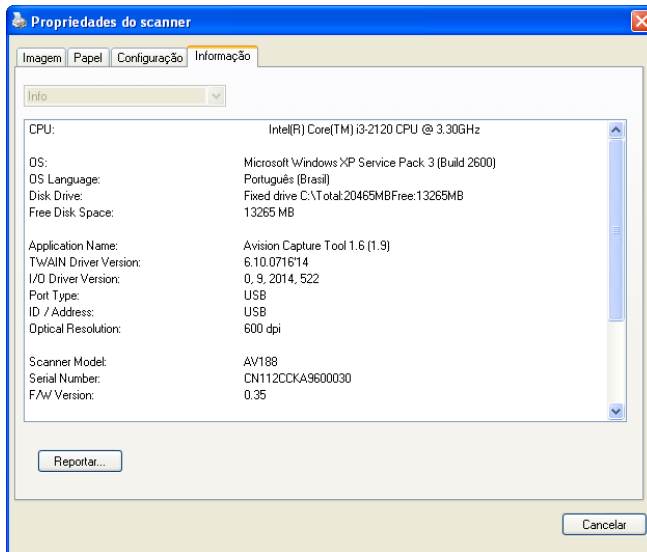 Propriedades do scanner
Imagem Papel Configuração Informação
Info
CPU: Intel(R) Core(TM) i3-2120 CPU @ 3.30GHz
OS: Microsoft Windows XP Service Pack 3 (Build 2600)
OS Language: Português (Brasil)
Disk Drive: Fixed drive C:\Total:20465MBFree:13265MB
Free Disk Space: 13265 MB
Application Name: Avision Capture Tool 1.6 (1.9)
TWAIN Driver Version: 6.10.0716'14
I/O Driver Version: 0, 9, 2014, 522
Port Type: USB
ID / Address: USB
Optical Resolution: 600 dpi
Scanner Model: AV188
Serial Number: CN112CCKA9600030
F/W Version: 0.35
Reportar...
Cancelar